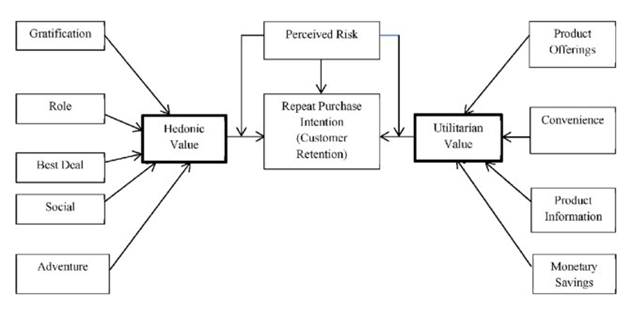 Gratification
Role
Best Deal
Social
Adventure
Hedonic
Value
Perceived Risk
Repeat Purchase
Intention
(Customer
Retention)
Utilitarian
Value
Product
Offerings
Convenience
Product
Information
Monetary
Savings